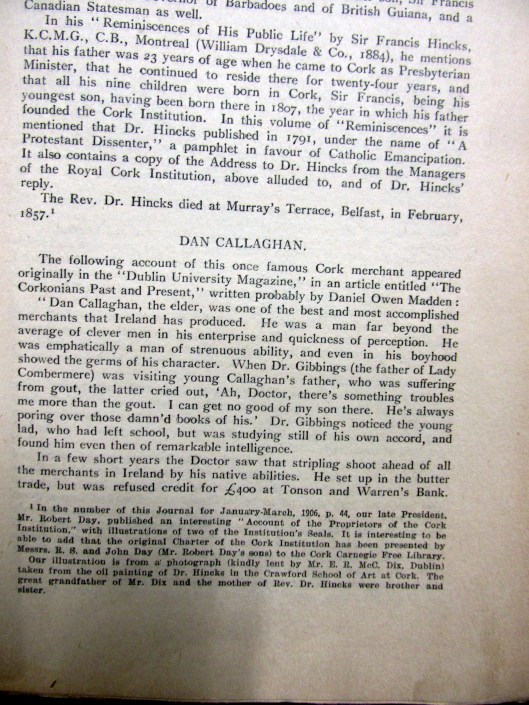 Governor of Barbadoes and of British Guiana, and a
Canadian Statesman as well.
In his "Reminiscences of His Public Life" by Sir Francis Hincks,
K.C.M.G., C.B., Montreal (William Drysdale & Co., 1884), he mentions
that his father was 23 years of age when he came to Cork as Presbyterian
Minister, that he continued to reside there for twenty-four years, and
that all his nine children were born in Cork, Sir Francis, being his
youngest son, having been born there in 1807, the year in which his father
founded the Cork Institution. In this volume of "Reminiscences" it is
mentioned that Dr. Hincks published in 1791, under the name of "A
Protestant Dissenter," a pamphlet in favour of Catholic Emancipation.
It also contains a copy of the Address to Dr. Hincks from the Managers
of the Royal Cork Institution, above alluded to, and of Dr. Hincks'
reply.
The Rev. Dr. Hincks died at Murray's Terrace, Belfast, in February,
1857.¹
DAN CALLAGHAN.
The following account of this once famous Cork merchant appeared
originally in the "Dublin University Magazine," in an article entitled "The
Corkonians Past and Present," written probably by Daniel Owen Madden :
"Dan Callaghan, the elder, was one of the best and most accomplished
merchants that Ireland has produced. He was a man far beyond the
average of clever men in his enterprise and quickness of perception. He
was emphatically a man of strenuous ability, and even in his boyhood
showed the germs of his character. When Dr. Gibbings (the father of Lady
Combermere) was visiting young Callaghan's father, who was suffering
from gout, the latter cried out, 'Ah, Doctor, there's something troubles
me more than the gout. I can get no good of my son there. He's always
poring over those damn'd books of his.' Dr. Gibbings noticed the young
lad, who had left school, but was studying still of his own accord, and
found him even then of remarkable intelligence.
In a few short years the Doctor saw that stripling shoot ahead of all
the merchants in Ireland by his native abilities. He set up in the butter
trade, but was refused credit for £400 at Tonson and Warren's Bank.
¹ In the number of this Journal for January-March, 1906, p. 44, our late President,
Mr. Robert Day, published an interesting "Account of the Proprietors of the Cork
Institution," with illustrations of two of the Institution's Seals. It is interesting to be
able to add that the original Charter of the Cork Institution has been presented by
Messrs. R. S. and John Day (Mr. Robert Day's sons) to the Cork Carnegie Free Library.
Our illustration is from a photograph (kindly lent by Mr. E. R. McC. Dix, Dublin)
taken from the oil painting of Dr. Hincks in the Crawford School of Art at Cork. The
great grandfather of Mr. Dix and the mother of Rev. Dr. Hincks were brother and
sister.